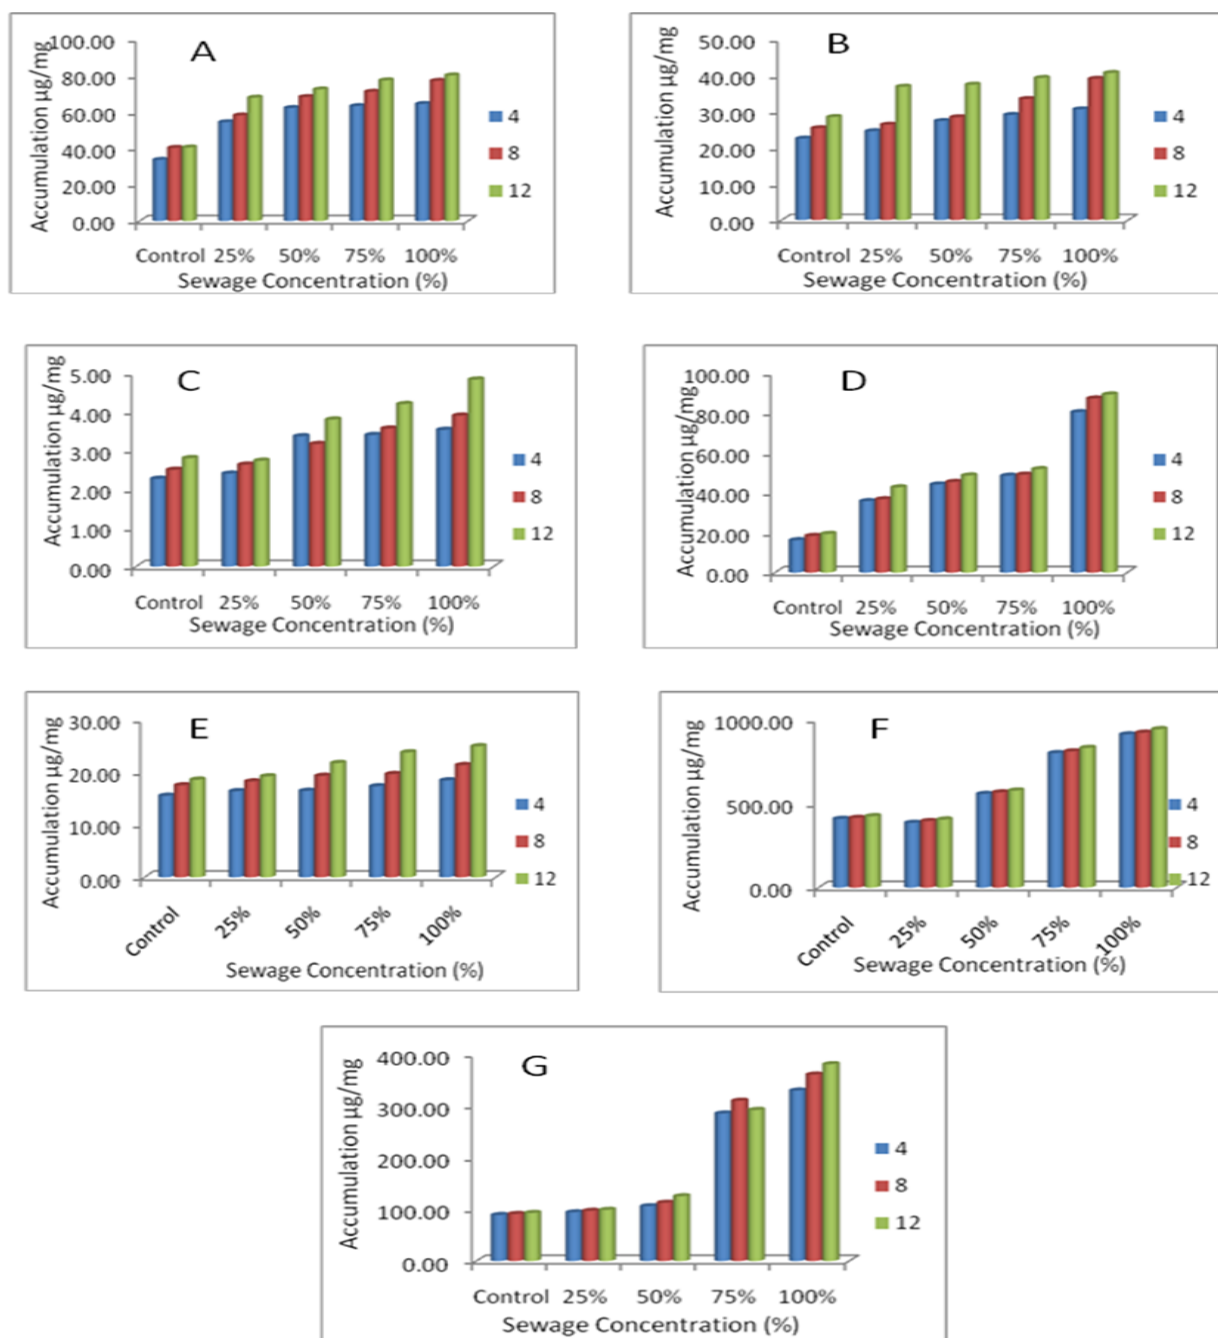 A
Accumulation µg/mg
100.00
80.00
60.00
40.00
20.00
0.00
Control 25% 50% 75% 100%
Sewage Concentration (%)
4
8
12
B
Accumulation µg/mg
50.00
40.00
30.00
20.00
10.00
0.00
Control 25% 50% 75% 100%
Sewage Concentration (%)
4
8
12
C
Accumulation µg/mg
5.00
4.00
3.00
2.00
1.00
0.00
Control 25% 50% 75% 100%
Sewage Concentration (%)
4
8
12
D
Accumulation µg/mg
100.00
80.00
60.00
40.00
20.00
0.00
Control 25% 50% 75% 100%
Sewage Concentration (%)
4
8
12
E
Accumulation µg/mg
30.00
20.00
10.00
0.00
Control 25% 50% 75% 100%
Sewage Concentration (%)
4
8
12
F
Accumulation µg/mg
1000.00
500.00
0.00
Control 25% 50% 75% 100%
Sewage Concentration (%)
4
8
12
G
Accumulation µg/mg
400.00
300.00
200.00
100.00
0.00
Control 25% 50% 75% 100%
Sewage Concentration (%)
4
8
12